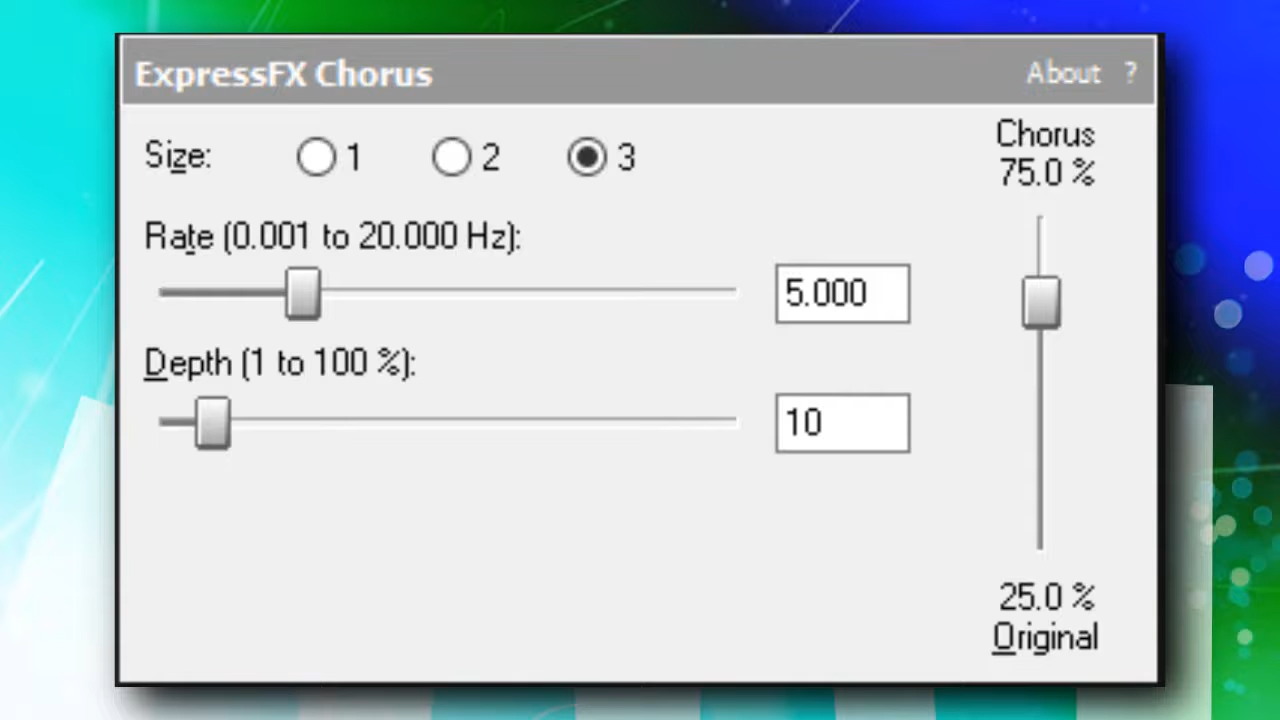 ExpressFX Chorus About ?
Size: 1 2 3
Chorus
75.0 %
Rate (0.001 to 20.000 Hz):
5.000
Depth (1 to 100 %):
10
25.0 %
Original